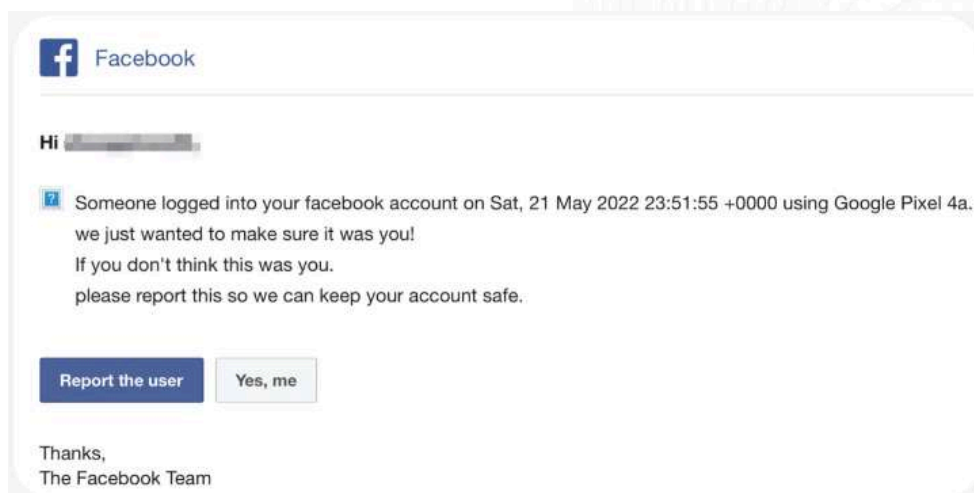 Facebook
Hi
Someone logged into your facebook account on Sat, 21 May 2022 23:51:55 +0000 using Google Pixel 4a.
we just wanted to make sure it was you!
If you don't think this was you.
please report this so we can keep your account safe.
Report the user
Yes, me
Thanks,
The Facebook Team